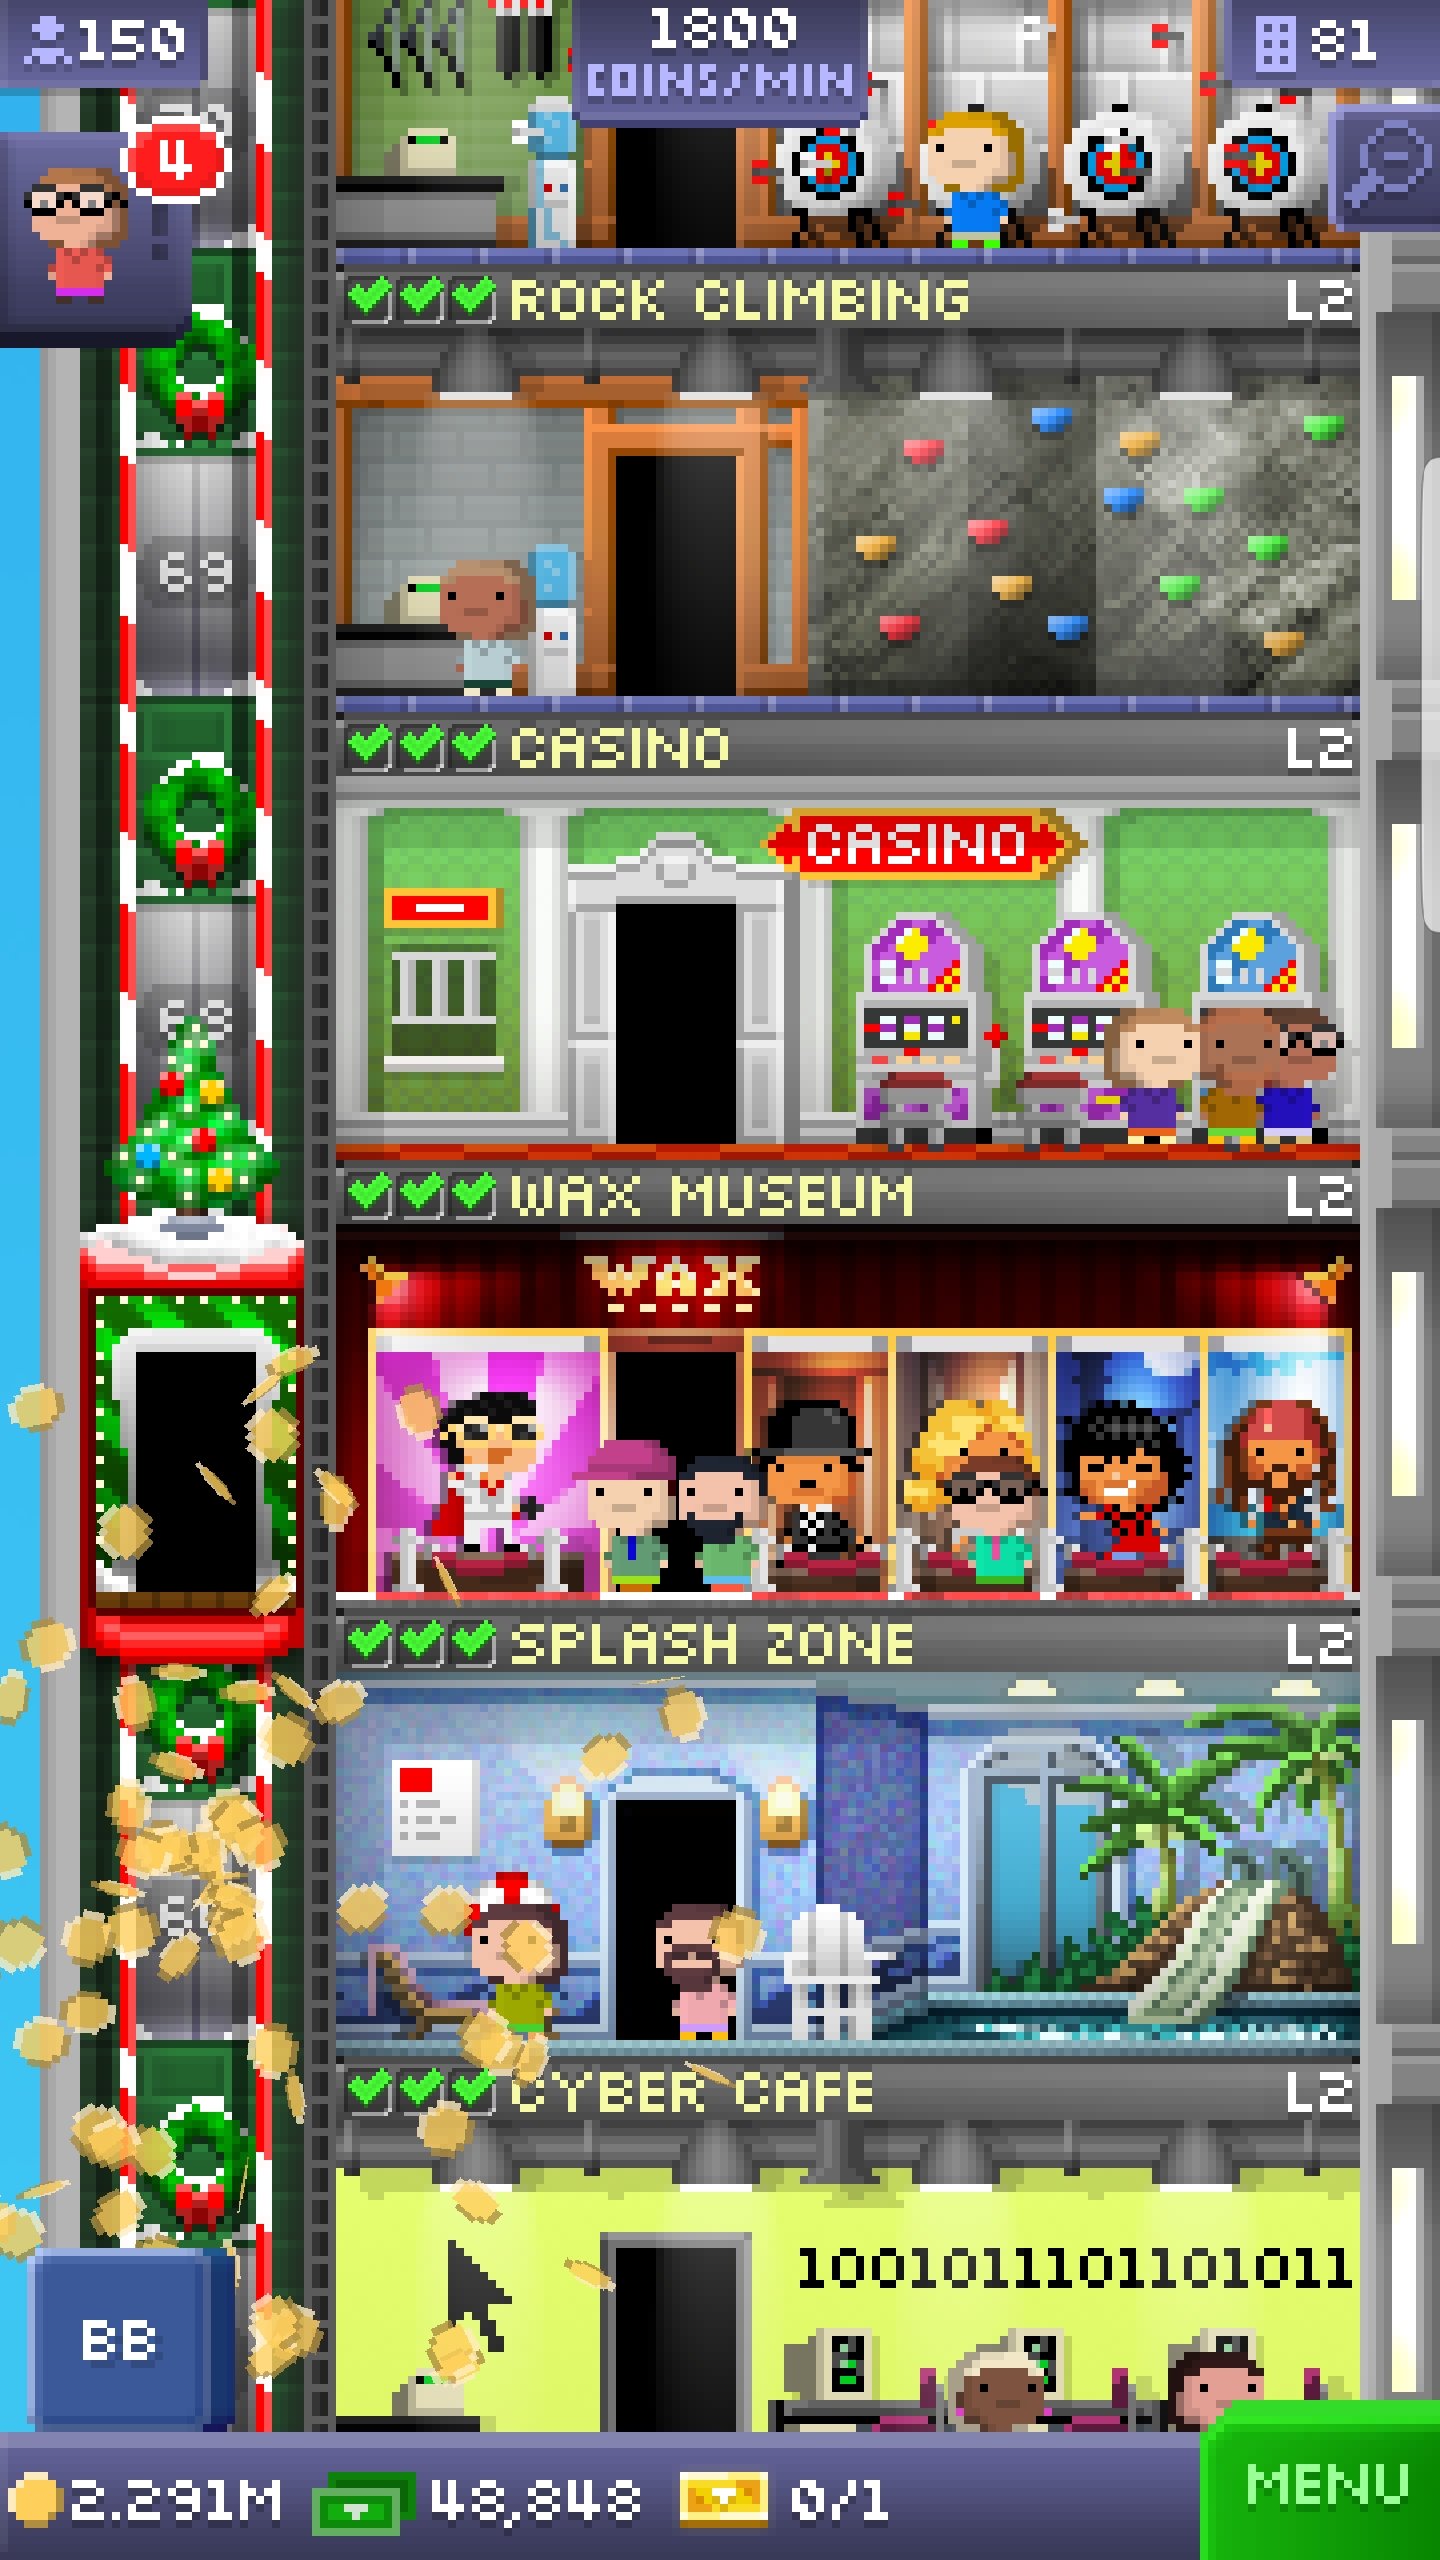 150
1800
COINS/MIN
81
4
ROCK CLIMBING L2
69
CASINO L2
CASINO
WAX MUSEUM L2
WAX
SPLASH ZONE L2
CYBER CAFE L2
1001011101101011
BB
2.291M 48,848 0/1
MENU